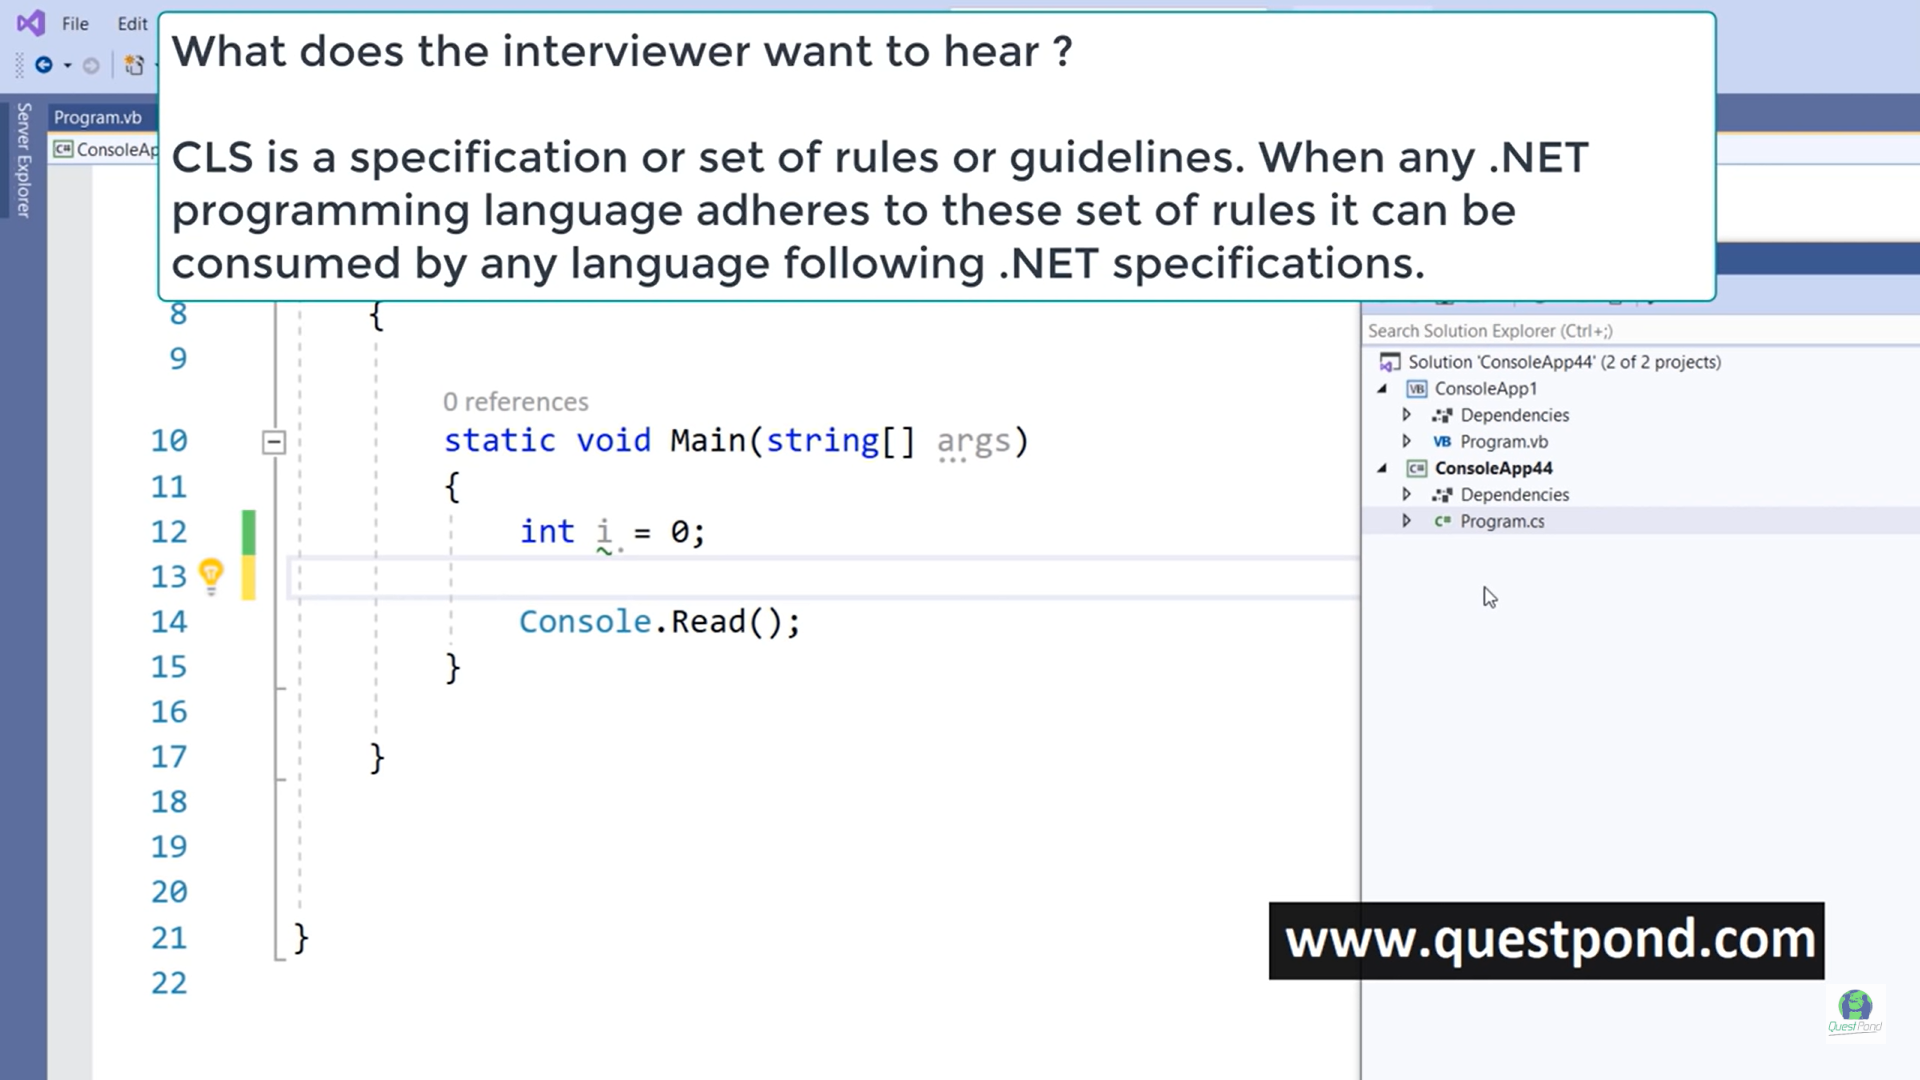 File Edit
What does the interviewer want to hear ?
CLS is a specification or set of rules or guidelines. When any .NET
programming language adheres to these set of rules it can be
consumed by any language following .NET specifications.
Server Explorer
Program.vb
C# ConsoleAp
8 {
9
0 references
10 static void Main(string[] args)
11 {
12 int i = 0;
13
14 Console.Read();
15 }
16
17 }
18
19
20
21 }
22
Search Solution Explorer (Ctrl+;)
Solution 'ConsoleApp44' (2 of 2 projects)
VB ConsoleApp1
Dependencies
VB Program.vb
C# ConsoleApp44
Dependencies
C# Program.cs
www.questpond.com
QuestPond